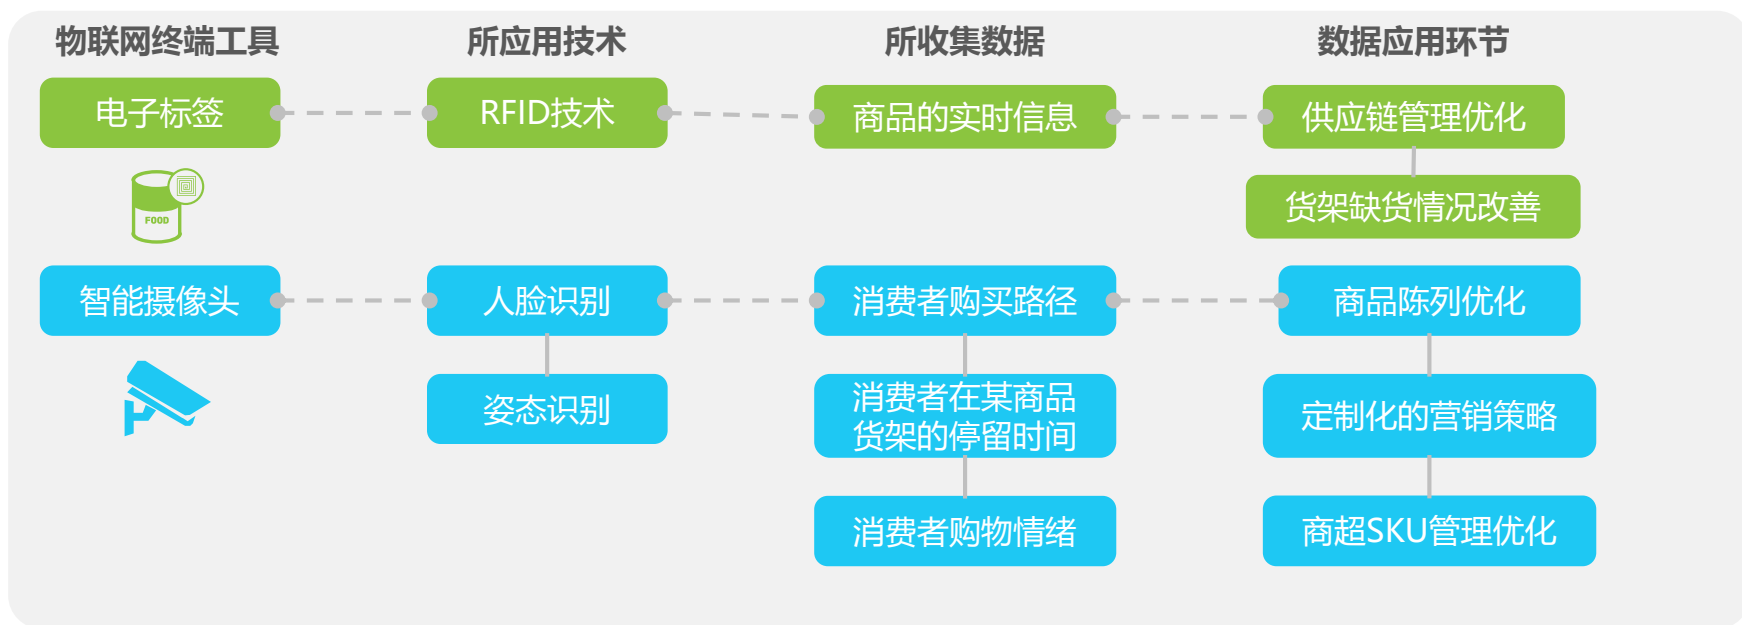 物联网终端工具
所应用技术
所收集数据
数据应用环节
电子标签
RFID技术
商品的实时信息
供应链管理优化
货架缺货情况改善
FOOD
智能摄像头
人脸识别
消费者购买路径
商品陈列优化
姿态识别
消费者在某商品
货架的停留时间
定制化的营销策略
消费者购物情绪
商超SKU管理优化